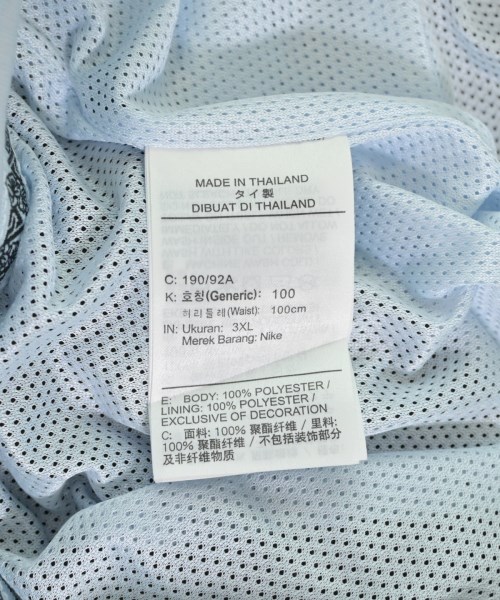 MADE IN THAILAND
タイ製
DIBUAT DI THAILAND
C: 190/92A
K: 호칭(Generic): 100
허리둘레(Waist): 100cm
IN: Ukuran: 3XL
Merek Barang: Nike
E: BODY: 100% POLYESTER /
LINING: 100% POLYESTER /
EXCLUSIVE OF DECORATION
C: 面料: 100% 聚酯纤维 / 里料:
100% 聚酯纤维 / 不包括装饰部分
及非纤维物质